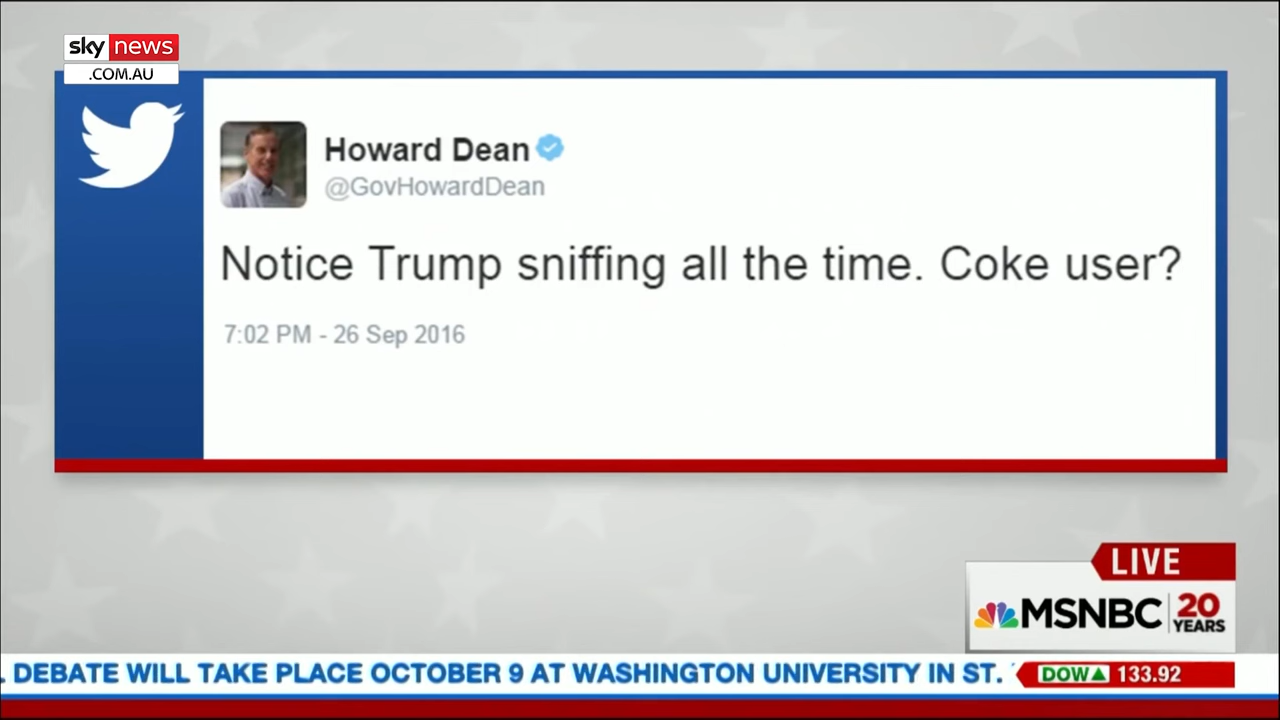 sky news
.COM.AU
Howard Dean
@GovHowardDean
Notice Trump sniffing all the time. Coke user?
7:02 PM - 26 Sep 2016
LIVE
MSNBC 20 YEARS
. DEBATE WILL TAKE PLACE OCTOBER 9 AT WASHINGTON UNIVERSITY IN ST.
DOW▲ 133.92